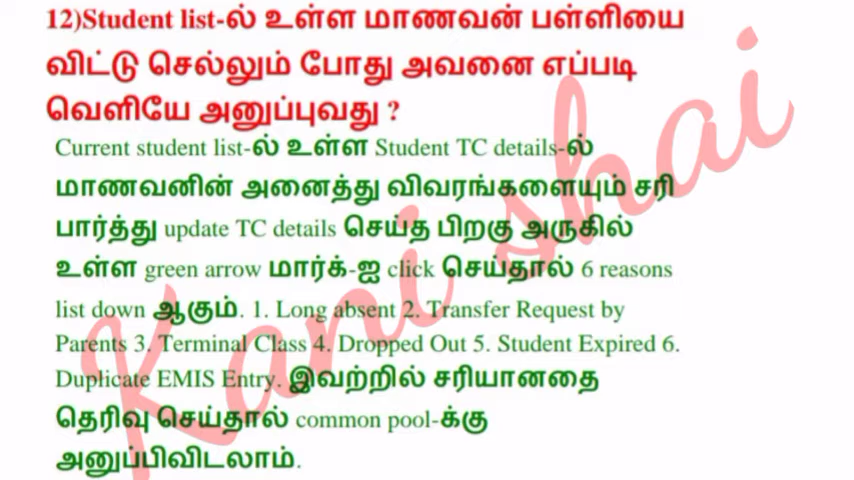 12)Student list-ல் உள்ள மாணவன் பள்ளியை
விட்டு செல்லும் போது அவனை எப்படி
வெளியே அனுப்புவது ?
Current student list-ல் உள்ள Student TC details-ல்
மாணவனின் அனைத்து விவரங்களையும் சரி
பார்த்து update TC details செய்த பிறகு அருகில்
உள்ள green arrow மார்க்-ஐ click செய்தால் 6 reasons
list down ஆகும். 1. Long absent 2. Transfer Request by
Parents 3. Terminal Class 4. Dropped Out 5. Student Expired 6.
Duplicate EMIS Entry. இவற்றில் சரியானதை
தெரிவு செய்தால் common pool-க்கு
அனுப்பிவிடலாம்.
Kani shai